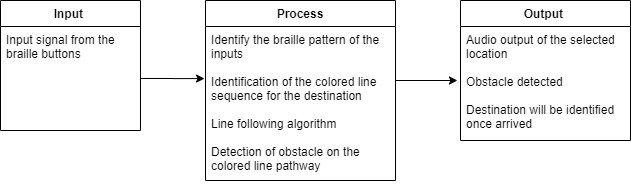 Input
Input signal from the
braille buttons
Process
Identify the braille pattern of the
inputs
Identification of the colored line
sequence for the destination
Line following algorithm
Detection of obstacle on the
colored line pathway
Output
Audio output of the selected
location
Obstacle detected
Destination will be identified
once arrived